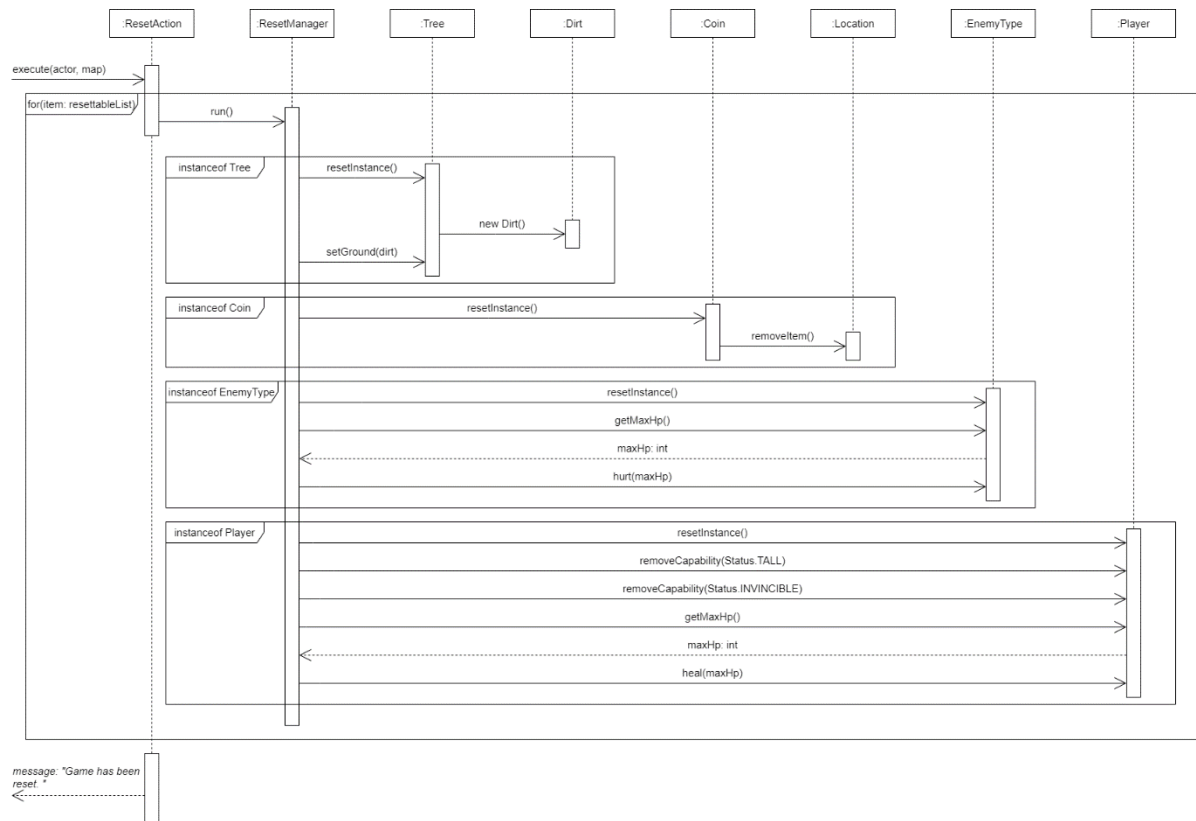 :ResetAction
:ResetManager
:Tree
:Dirt
:Coin
:Location
:EnemyType
:Player
execute(actor, map)
for(item: resettableList)
run()
instanceof Tree
resetInstance()
new Dirt()
setGround(dirt)
instanceof Coin
resetInstance()
removeItem()
instanceof EnemyType
resetInstance()
getMaxHp()
maxHp: int
hurt(maxHp)
instanceof Player
resetInstance()
removeCapability(Status.TALL)
removeCapability(Status.INVINCIBLE)
getMaxHp()
maxHp: int
heal(maxHp)
message: "Game has been
reset. "